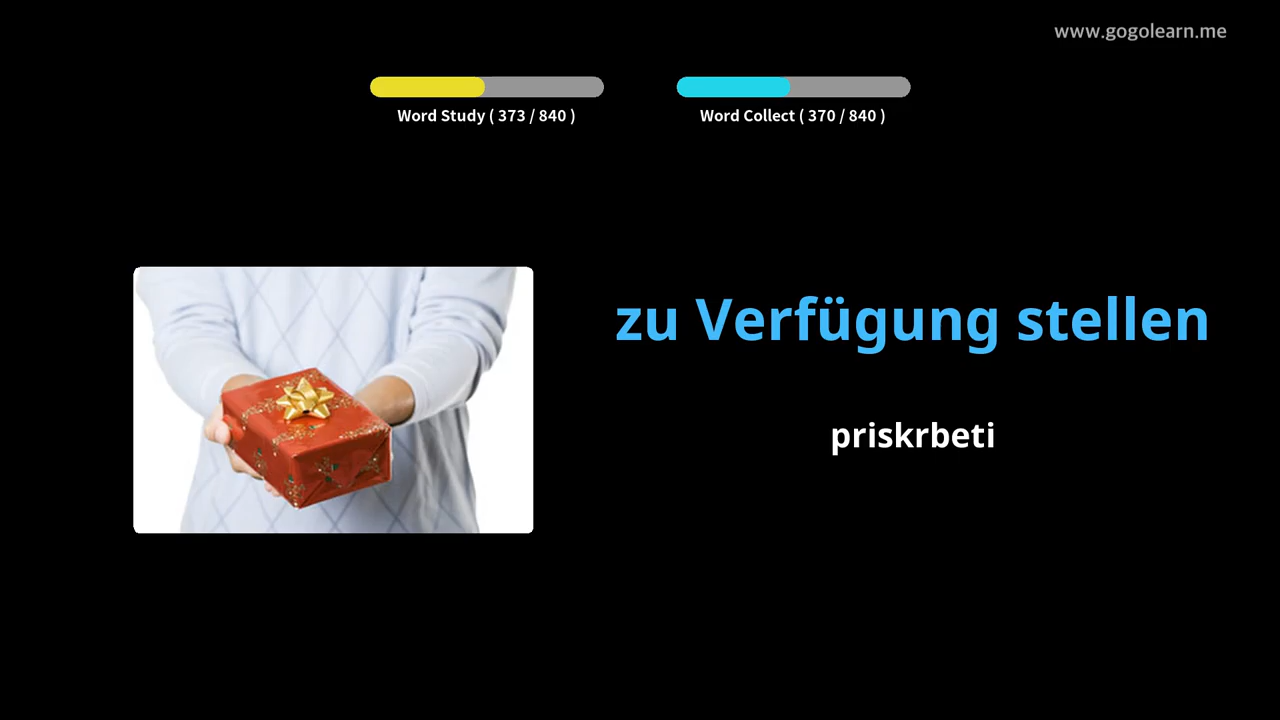 www.gogolearn.me
Word Study ( 373 / 840 )
Word Collect ( 370 / 840 )
zu Verfügung stellen
priskrbeti